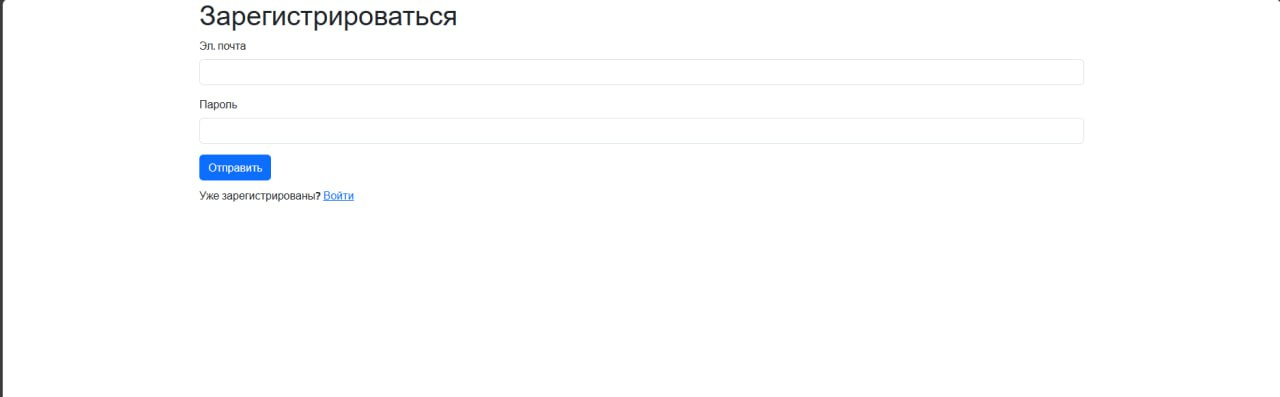 Зарегистрироваться
Эл. почта
Пароль
Отправить
Уже зарегистрированы? Войти